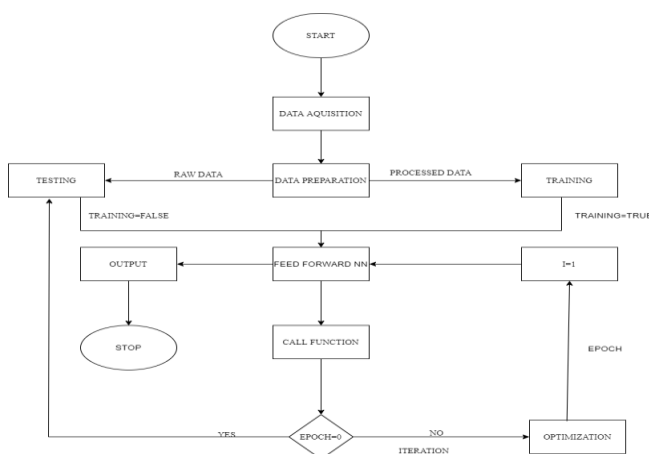 START
DATA AQUISITION
TESTING
RAW DATA
DATA PREPARATION
PROCESSED DATA
TRAINING
TRAINING=FALSE
TRAINING=TRUE
OUTPUT
FEED FORWARD NN
I=1
STOP
CALL FUNCTION
EPOCH
YES
EPOCH=0
NO
ITERATION
OPTIMIZATION